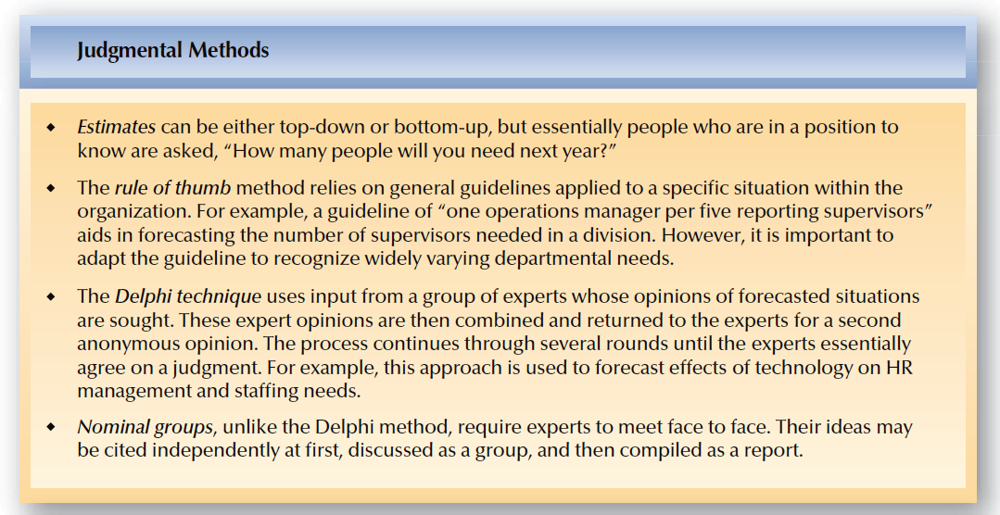 Judgmental Methods
◆ Estimates can be either top-down or bottom-up, but essentially people who are in a position to
know are asked, “How many people will you need next year?”
◆ The rule of thumb method relies on general guidelines applied to a specific situation within the
organization. For example, a guideline of “one operations manager per five reporting supervisors”
aids in forecasting the number of supervisors needed in a division. However, it is important to
adapt the guideline to recognize widely varying departmental needs.
◆ The Delphi technique uses input from a group of experts whose opinions of forecasted situations
are sought. These expert opinions are then combined and returned to the experts for a second
anonymous opinion. The process continues through several rounds until the experts essentially
agree on a judgment. For example, this approach is used to forecast effects of technology on HR
management and staffing needs.
◆ Nominal groups, unlike the Delphi method, require experts to meet face to face. Their ideas may
be cited independently at first, discussed as a group, and then compiled as a report.